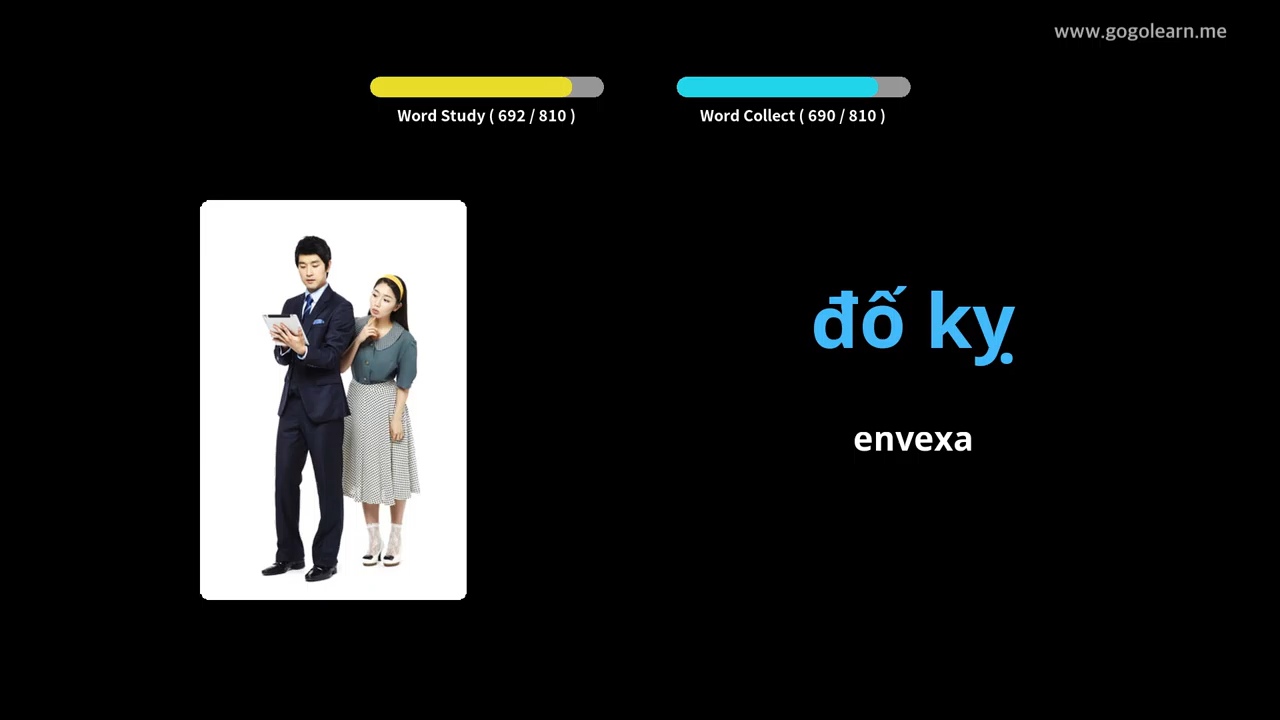 www.gogolearn.me
Word Study ( 692 / 810 )
Word Collect ( 690 / 810 )
đố kỵ
envexa